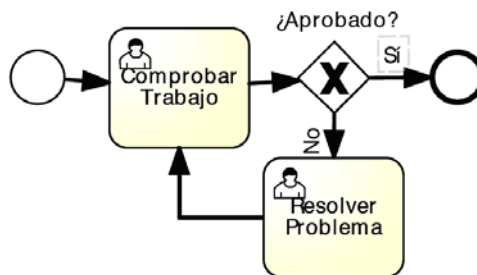 ¿Aprobado?
Comprobar
Trabajo
Sí
No
Resolver
Problema